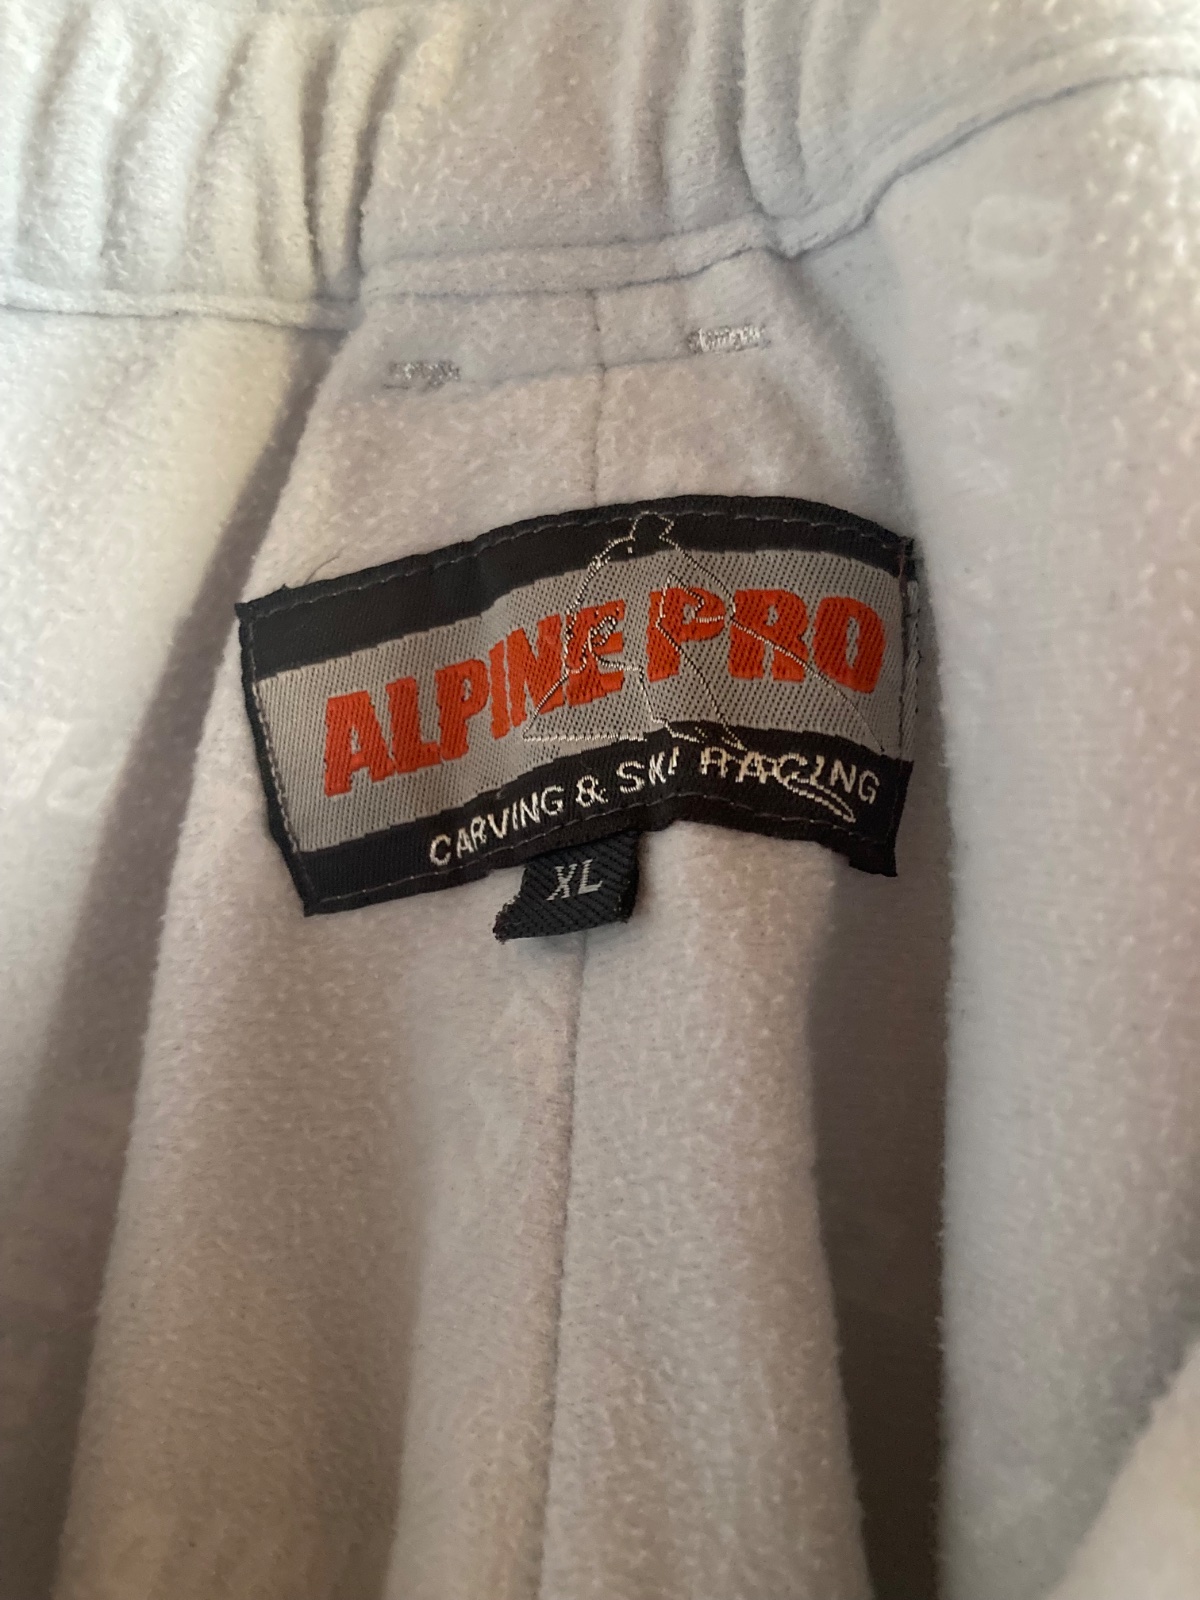 ALPINE PRO
CARVING & SKI RACING
XL